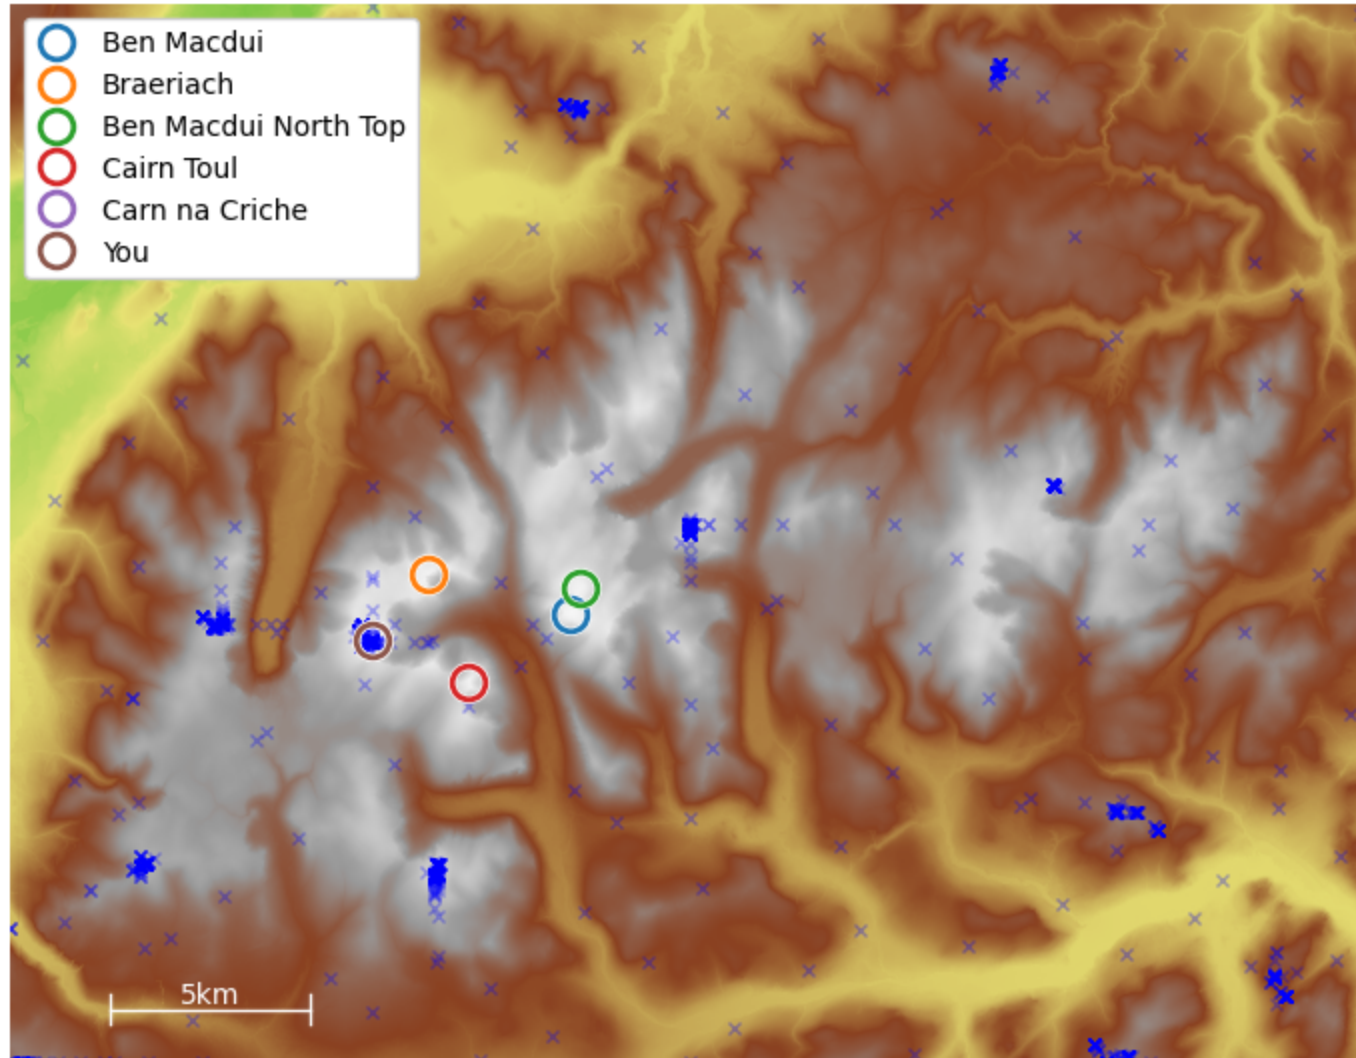 Ben Macdui
Braeriach
Ben Macdui North Top
Cairn Toul
Carn na Criche
You
5km